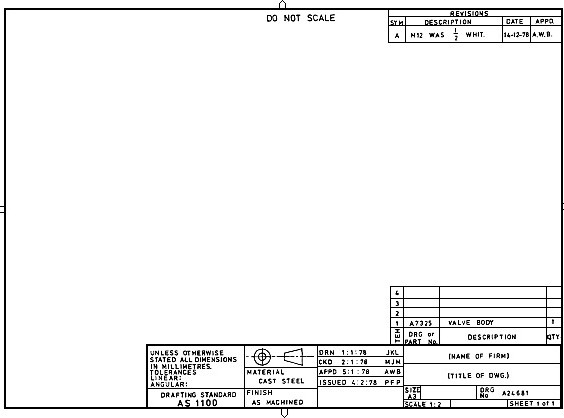 DO NOT SCALE
REVISIONS
SYM DESCRIPTION DATE APPD.
A M12 WAS 1/2 WHIT. 14-12-78 A.W.B.
4
3
2
1 A7325 VALVE BODY 1
ITEM DRG or PART No. DESCRIPTION QTY
UNLESS OTHERWISE
STATED ALL DIMENSIONS
IN MILLIMETRES.
TOLERANCES
LINEAR:
ANGULAR:
DRAFTING STANDARD
AS 1100
MATERIAL
CAST STEEL
FINISH
AS MACHINED
DRN 1:1:78 JKL
CKD 2:1:78 MJM
APPD 5:1:78 AWB
ISSUED 4:2:78 PFP
(NAME OF FIRM)
(TITLE OF DWG.)
SIZE
A3
DRG
No A24681
SCALE 1:2 SHEET 1 of 1